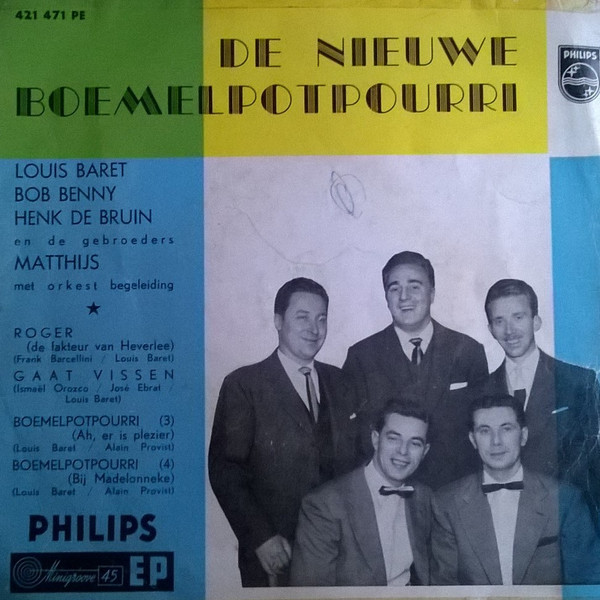 421 471 PE
DE NIEUWE
BOEMELPOTPOURRI
PHILIPS
LOUIS BARET
BOB BENNY
HENK DE BRUIN
en de gebroeders
MATTHIJS
met orkest begeleiding
ROGER
(de fakteur van Heverlee)
(Frank Barcellini / Louis Baret)
GAAT VISSEN
(Ismaël Orozco / José Ebrat /
Louis Baret)
BOEMELPOTPOURRI (3)
(Ah, er is plezier)
(Louis Baret / Alain Provist)
BOEMELPOTPOURRI (4)
(Bij Madelonneke)
(Louis Baret / Alain Provist)
PHILIPS
Minigroove 45 EP